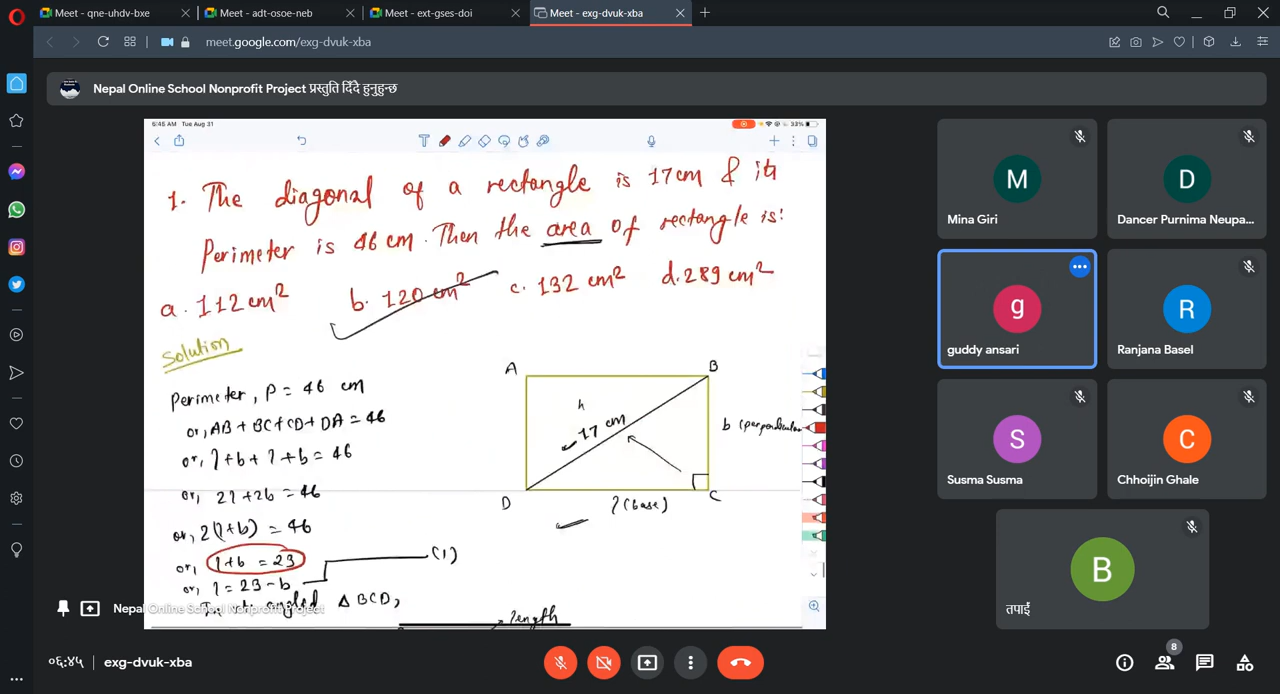 Meet - qne-uhdv-bxe
Meet - adt-osoe-neb
Meet - ext-gses-doi
Meet - exg-dvuk-xba
meet.google.com/exg-dvuk-xba
Nepal Online School Nonprofit Project प्रस्तुति दिँदै हुनुहुन्छ
5:45 AM Tue Aug 31
33%
1. The diagonal of a rectangle is 17cm & its
Perimeter is 46 cm. Then the area of rectangle is:
a. 112 cm²
b. 120 cm²
c. 132 cm²
d. 289 cm²
Solution
Perimeter, P = 46 cm
or, AB + BC + CD + DA = 46
or, l + b + l + b = 46
or, 2l + 2b = 46
or, 2(l+b) = 46
or, l+b = 23
(1)
or, l = 23 - b
angled Δ BCD,
length
A
B
h
17 cm
b (perpendicular
D
C
l (base)
Nepal Online School Nonprofit Project
M
Mina Giri
D
Dancer Purnima Neupa...
g
guddy ansari
R
Ranjana Basel
S
Susma Susma
C
Chhoijin Ghale
B
तपाईं
०६:४५
exg-dvuk-xba
8